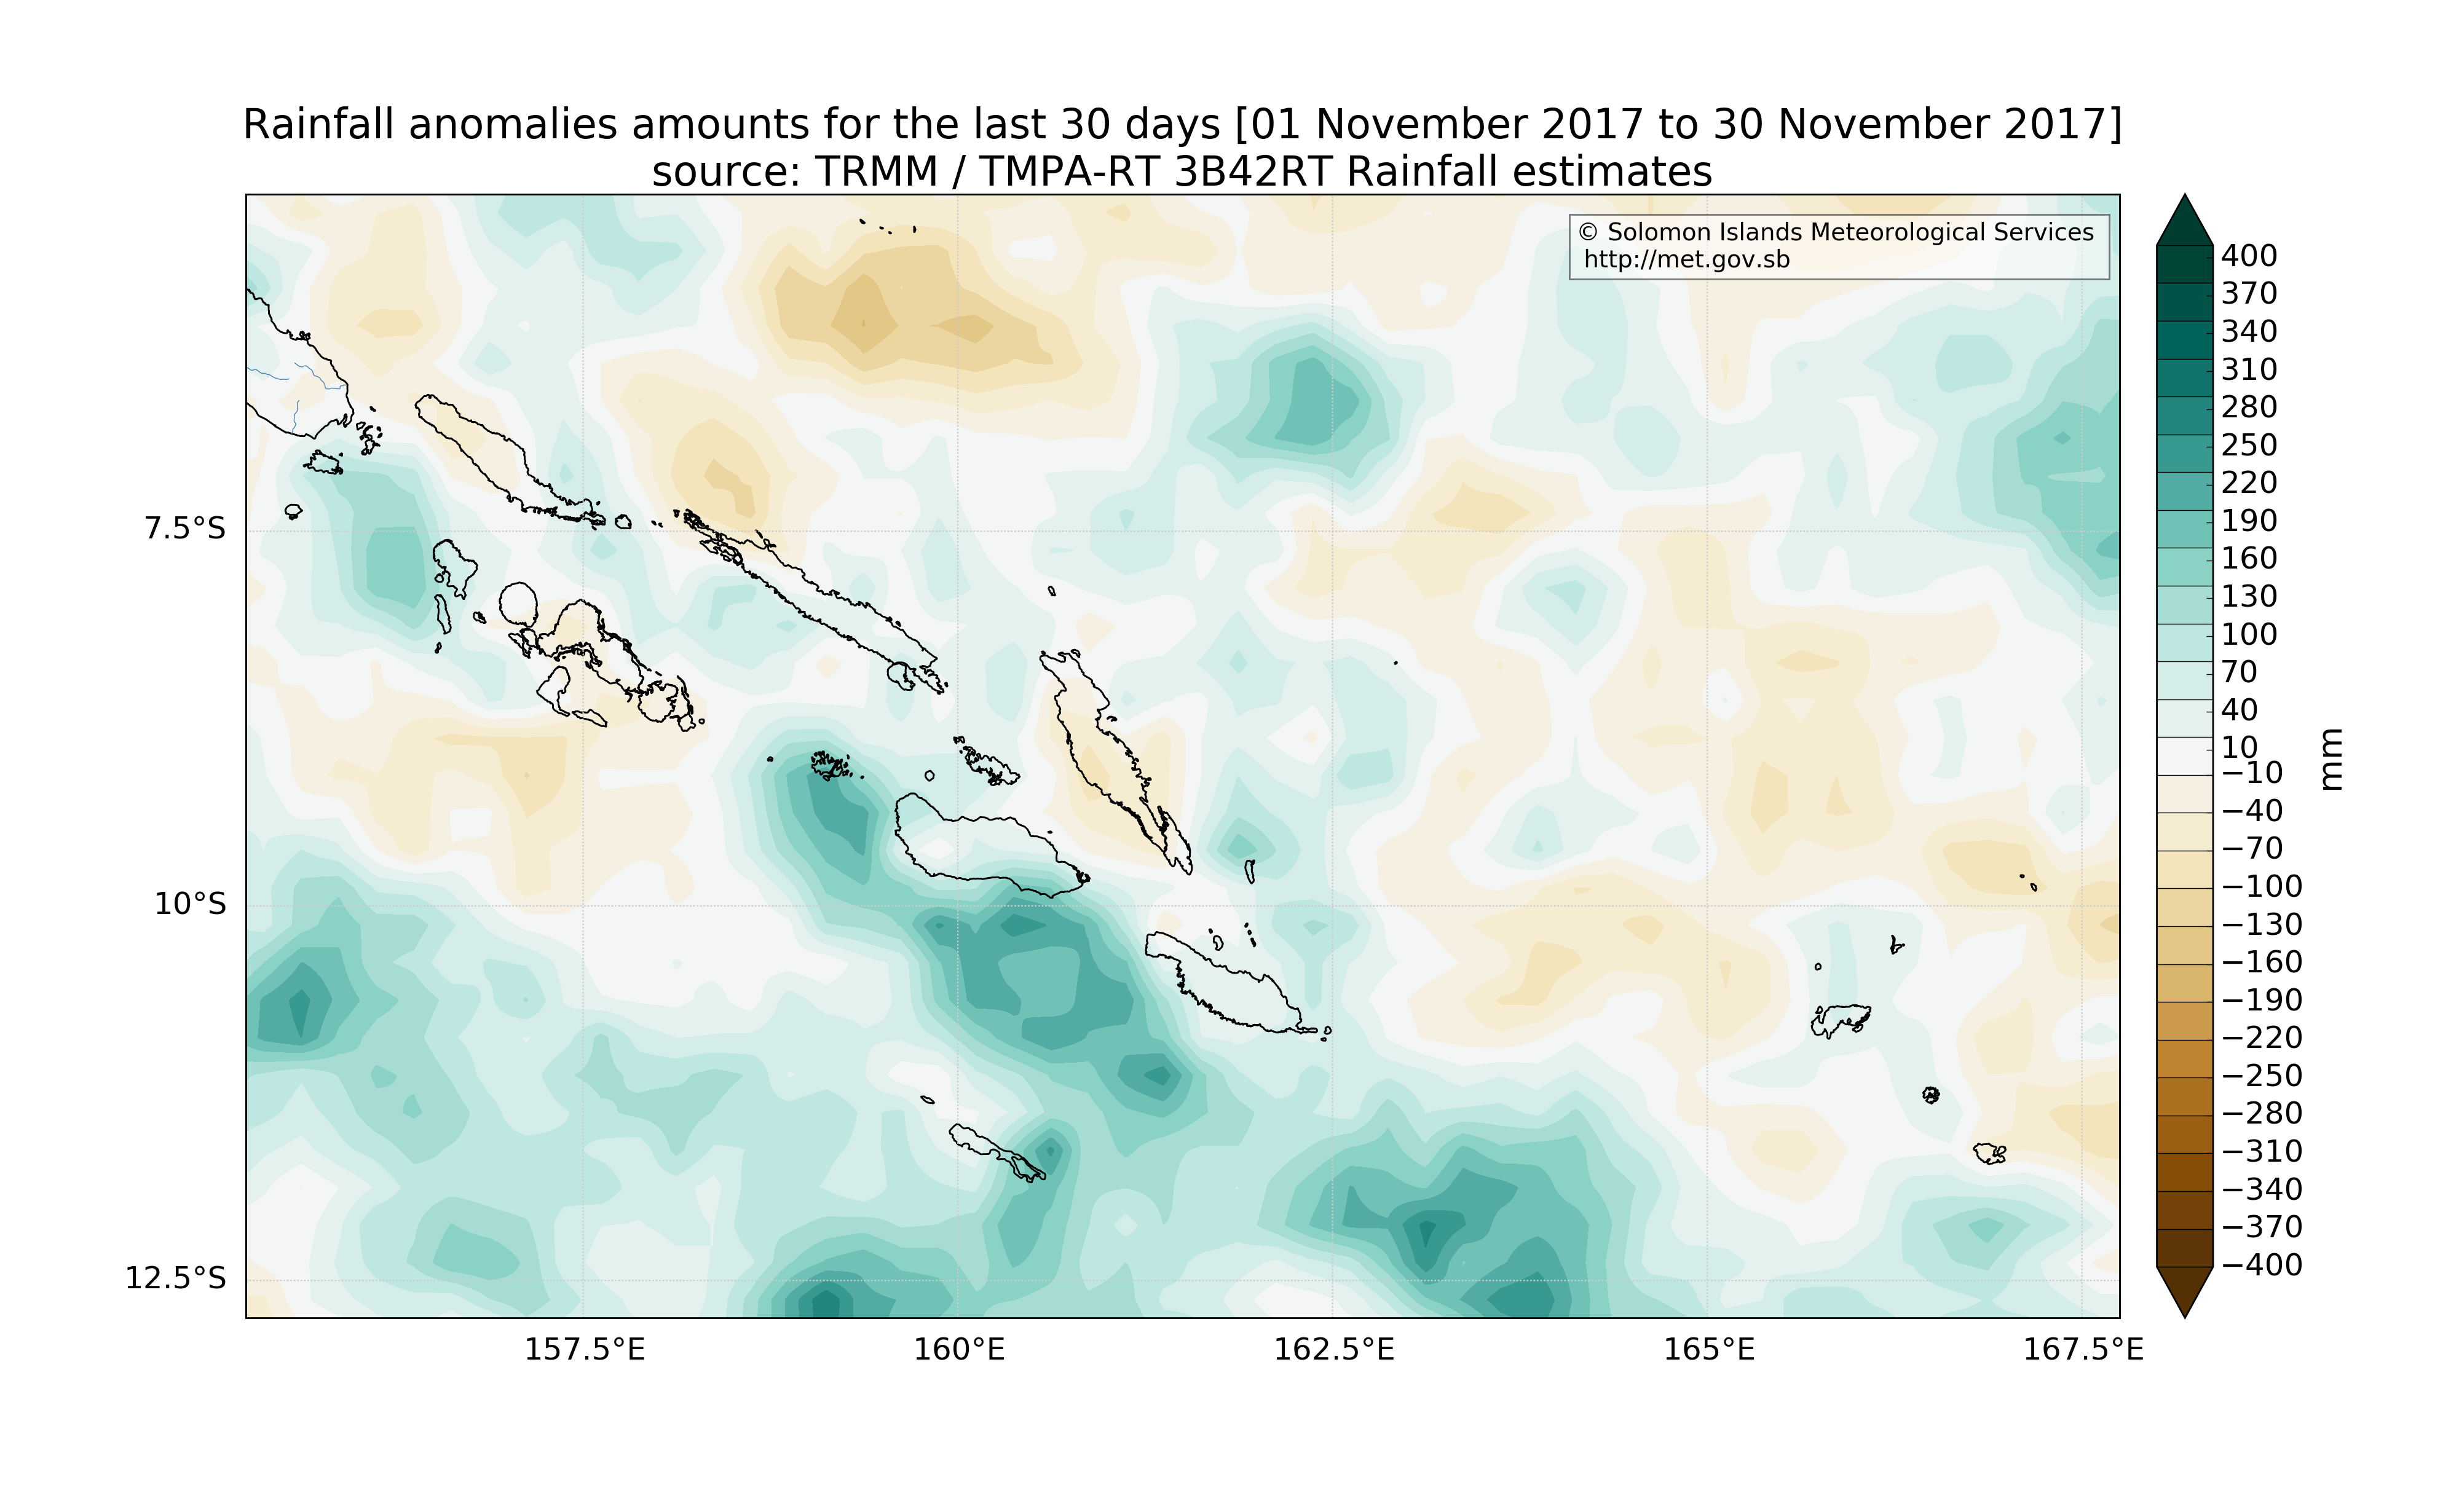 Rainfall anomalies amounts for the last 30 days [01 November 2017 to 30 November 2017]
source: TRMM / TMPA-RT 3B42RT Rainfall estimates
© Solomon Islands Meteorological Services
http://met.gov.sb
7.5°S
10°S
12.5°S
157.5°E
160°E
162.5°E
165°E
167.5°E
400
370
340
310
280
250
220
190
160
130
100
70
40
10
−10
−40
−70
−100
−130
−160
−190
−220
−250
−280
−310
−340
−370
−400
mm